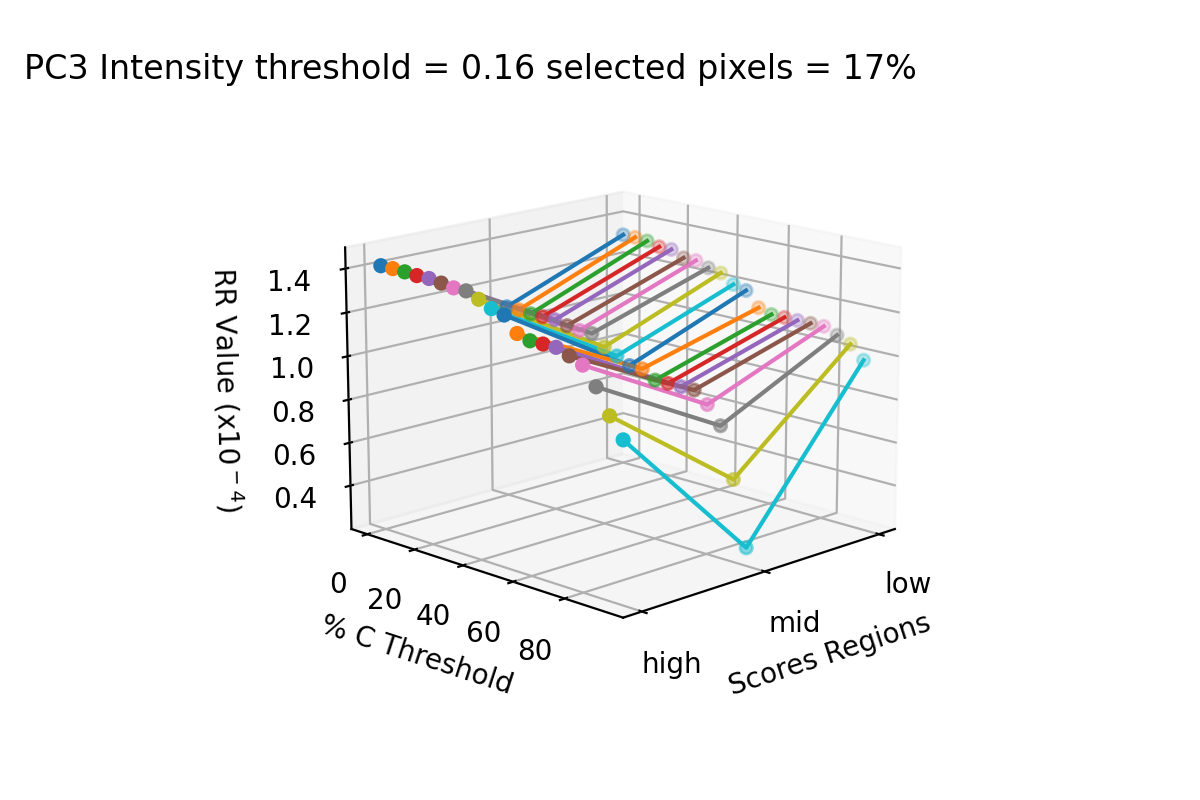 PC3 Intensity threshold = 0.16 selected pixels = 17%
RR Value (x10⁻⁴)
1.4
1.2
1.0
0.8
0.6
0.4
0
20
40
60
80
% C Threshold
high
mid
low
Scores Regions